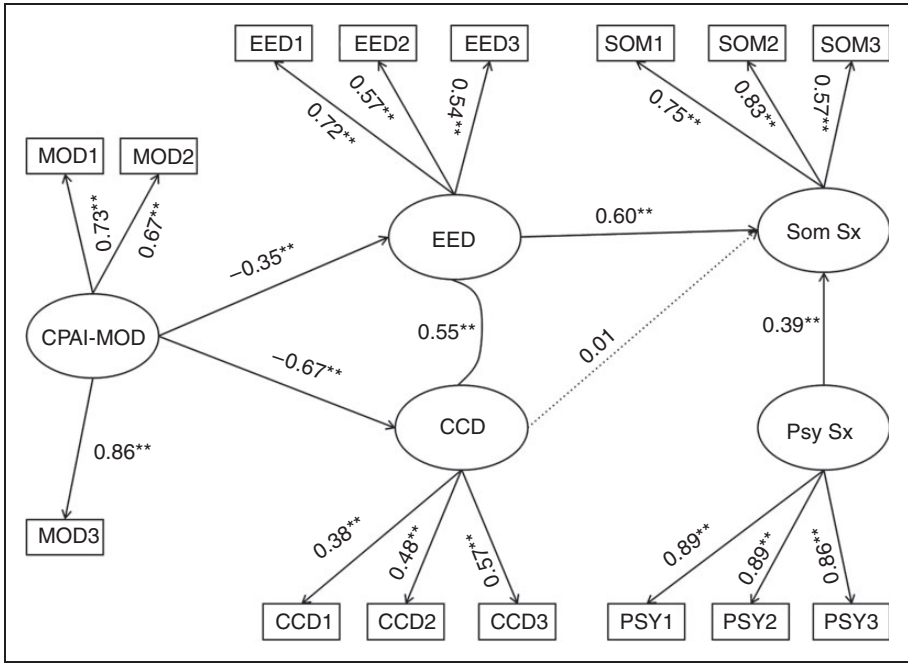 EED1 EED2 EED3 SOM1 SOM2 SOM3
0.72** 0.57** 0.54** 0.75** 0.83** 0.57**
MOD1 MOD2
0.73** 0.67**
EED 0.60** Som Sx
−0.35**
CPAI-MOD 0.55** 0.01 0.39**
−0.67**
CCD Psy Sx
0.86**
MOD3
0.38** 0.48** 0.57** 0.89** 0.89** 0.86**
CCD1 CCD2 CCD3 PSY1 PSY2 PSY3